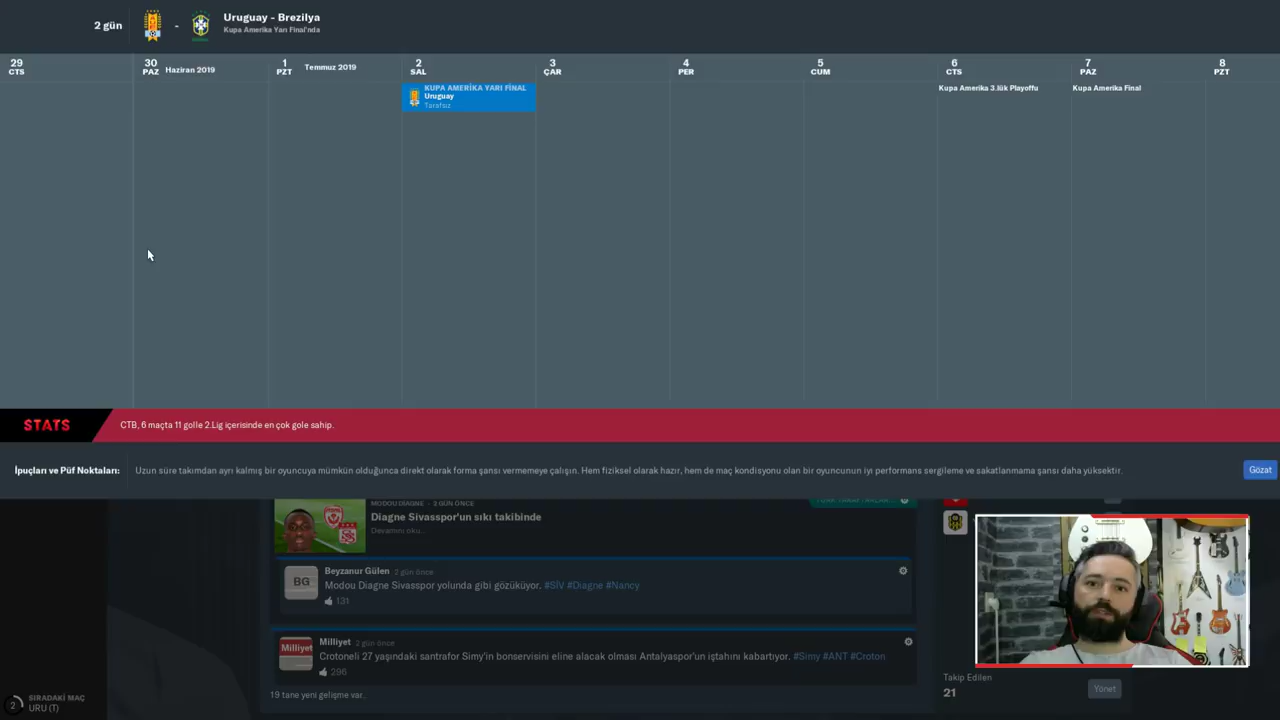 2 gün
Uruguay - Brezilya
Kupa Amerika Yarı Final'nda
29
CTS
30
PAZ
Haziran 2019
1
PZT
Temmuz 2019
2
SAL
3
ÇAR
4
PER
5
CUM
6
CTS
7
PAZ
8
PZT
KUPA AMERİKA YARI FİNAL
Uruguay
Tarafsız
Kupa Amerika 3.lük Playoffu
Kupa Amerika Final
STATS
CTB, 6 maçta 11 golle 2.Lig içerisinde en çok gole sahip.
İpuçları ve Püf Noktaları:
Uzun süre takımdan ayrı kalmış bir oyuncuya mümkün olduğunca direkt olarak forma şansı vermemeye çalışın. Hem fiziksel olarak hazır, hem de maç kondisyonu olan bir oyuncunun iyi performans sergileme ve sakatlanmama şansı daha yüksektir.
Gözat
MODOU DIAGNE - 2 GÜN ÖNCE
Diagne Sivasspor'un sıkı takibinde
Devamını oku...
BG
Beyzanur Gülen 2 gün önce
Modou Diagne Sivasspor yolunda gibi gözüküyor. #SİV #Diagne #Nancy
131
Milliyet
Milliyet 2 gün önce
Crotoneli 27 yaşındaki santrafor Simy'in bonservisini eline alacak olması Antalyaspor'un iştahını kabartıyor. #Simy #ANT #Croton
296
19 tane yeni gelişme var..
Takip Edilen
21
Yönet
2
SIRADAKİ MAÇ
URU (T)